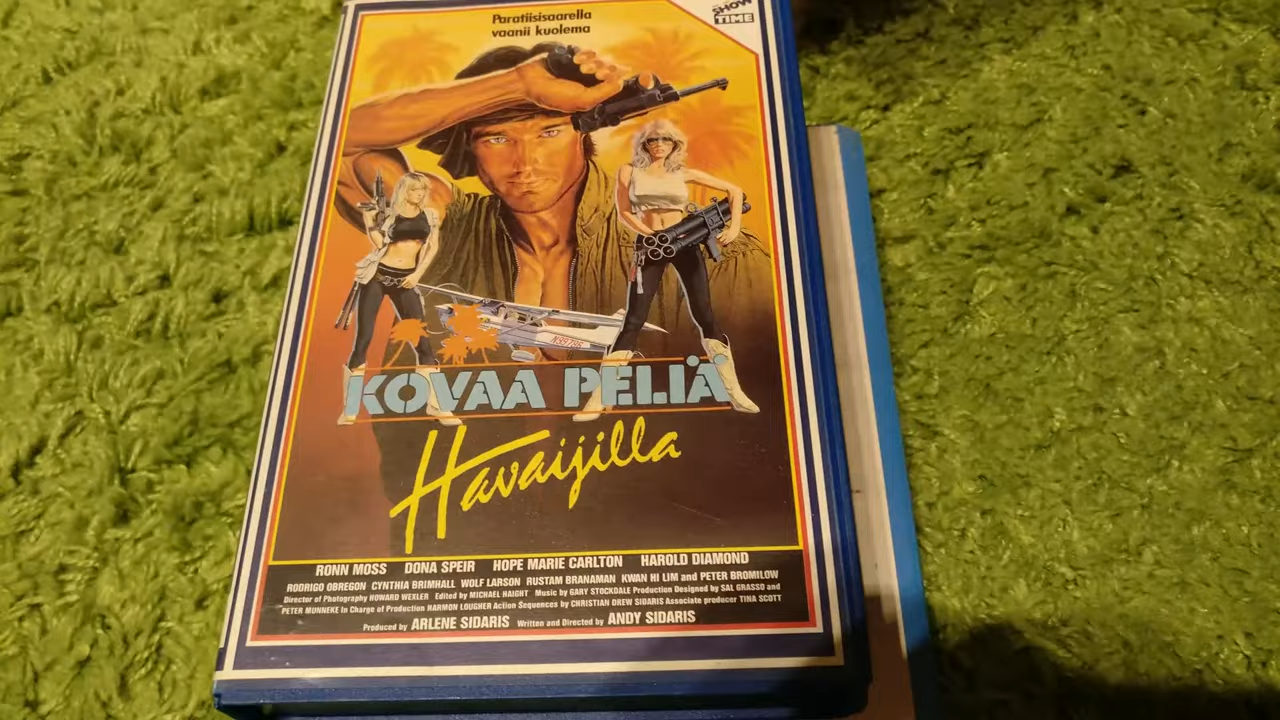 Paratiisisaarella
vaanii kuolema
SHOW
TIME
N39786
KOVAA PELIÄ
Havaijilla
RONN MOSS DONA SPEIR HOPE MARIE CARLTON HAROLD DIAMOND
RODRIGO OBREGON CYNTHIA BRIMHALL WOLF LARSON RUSTAM BRANAMAN KWAN HI LIM and PETER BROMILOW
Director of Photography HOWARD WEXLER Edited by MICHAEL HAIGHT Music by GARY STOCKDALE Production Designed by SAL GRASSO and
PETER MUNNEKE In Charge of Production HARMON LOUGHER Action Sequences by CHRISTIAN DREW SIDARIS Associate producer TINA SCOTT
Produced by ARLENE SIDARIS Written and Directed by ANDY SIDARIS